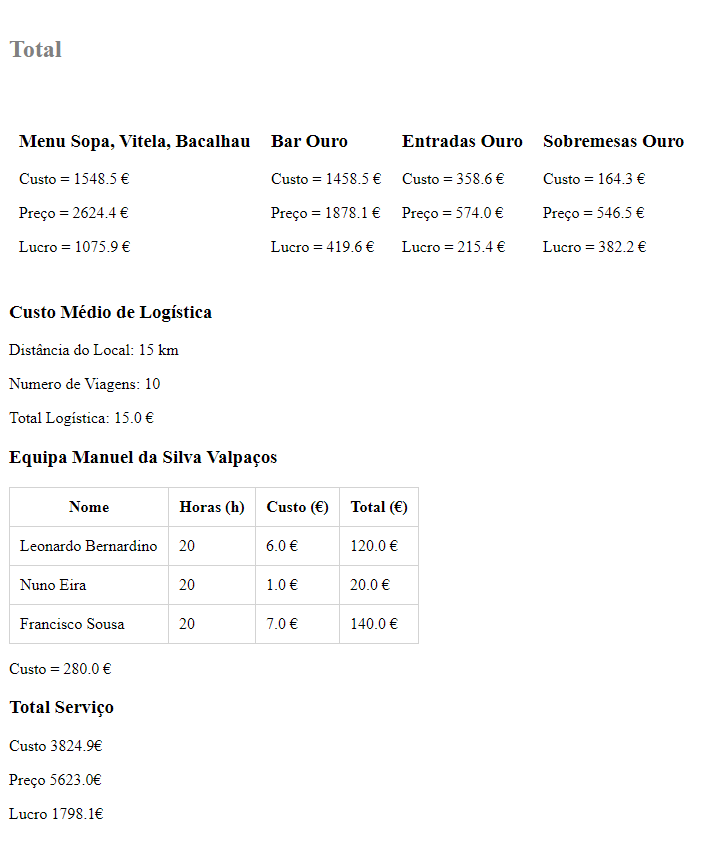 Total
Menu Sopa, Vitela, Bacalhau Bar Ouro Entradas Ouro Sobremesas Ouro
Custo = 1548.5 € Custo = 1458.5 € Custo = 358.6 € Custo = 164.3 €
Preço = 2624.4 € Preço = 1878.1 € Preço = 574.0 € Preço = 546.5 €
Lucro = 1075.9 € Lucro = 419.6 € Lucro = 215.4 € Lucro = 382.2 €
Custo Médio de Logística
Distância do Local: 15 km
Numero de Viagens: 10
Total Logística: 15.0 €
Equipa Manuel da Silva Valpaços
Nome Horas (h) Custo (€) Total (€)
Leonardo Bernardino 20 6.0 € 120.0 €
Nuno Eira 20 1.0 € 20.0 €
Francisco Sousa 20 7.0 € 140.0 €
Custo = 280.0 €
Total Serviço
Custo 3824.9€
Preço 5623.0€
Lucro 1798.1€